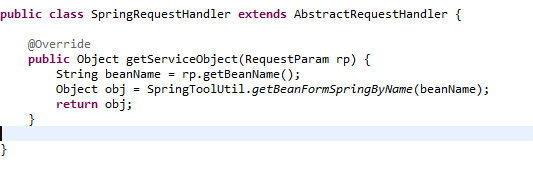 public class SpringRequestHandler extends AbstractRequestHandler {
@Override
public Object getServiceObject(RequestParam rp) {
String beanName = rp.getBeanName();
Object obj = SpringToolUtil.getBeanFormSpringByName(beanName);
return obj;
}
}